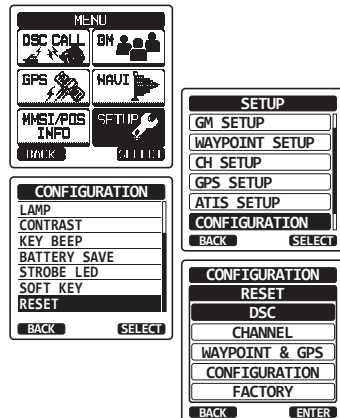 MENU
DSC CALL
GM
GPS
NAVI
MMSI/POS
INFO
SETUP
BACK
SELECT
SETUP
GM SETUP
WAYPOINT SETUP
CH SETUP
GPS SETUP
ATIS SETUP
CONFIGURATION
BACK
SELECT
CONFIGURATION
LAMP
CONTRAST
KEY BEEP
BATTERY SAVE
STROBE LED
SOFT KEY
RESET
BACK
SELECT
CONFIGURATION
RESET
DSC
CHANNEL
WAYPOINT & GPS
CONFIGURATION
FACTORY
BACK
ENTER